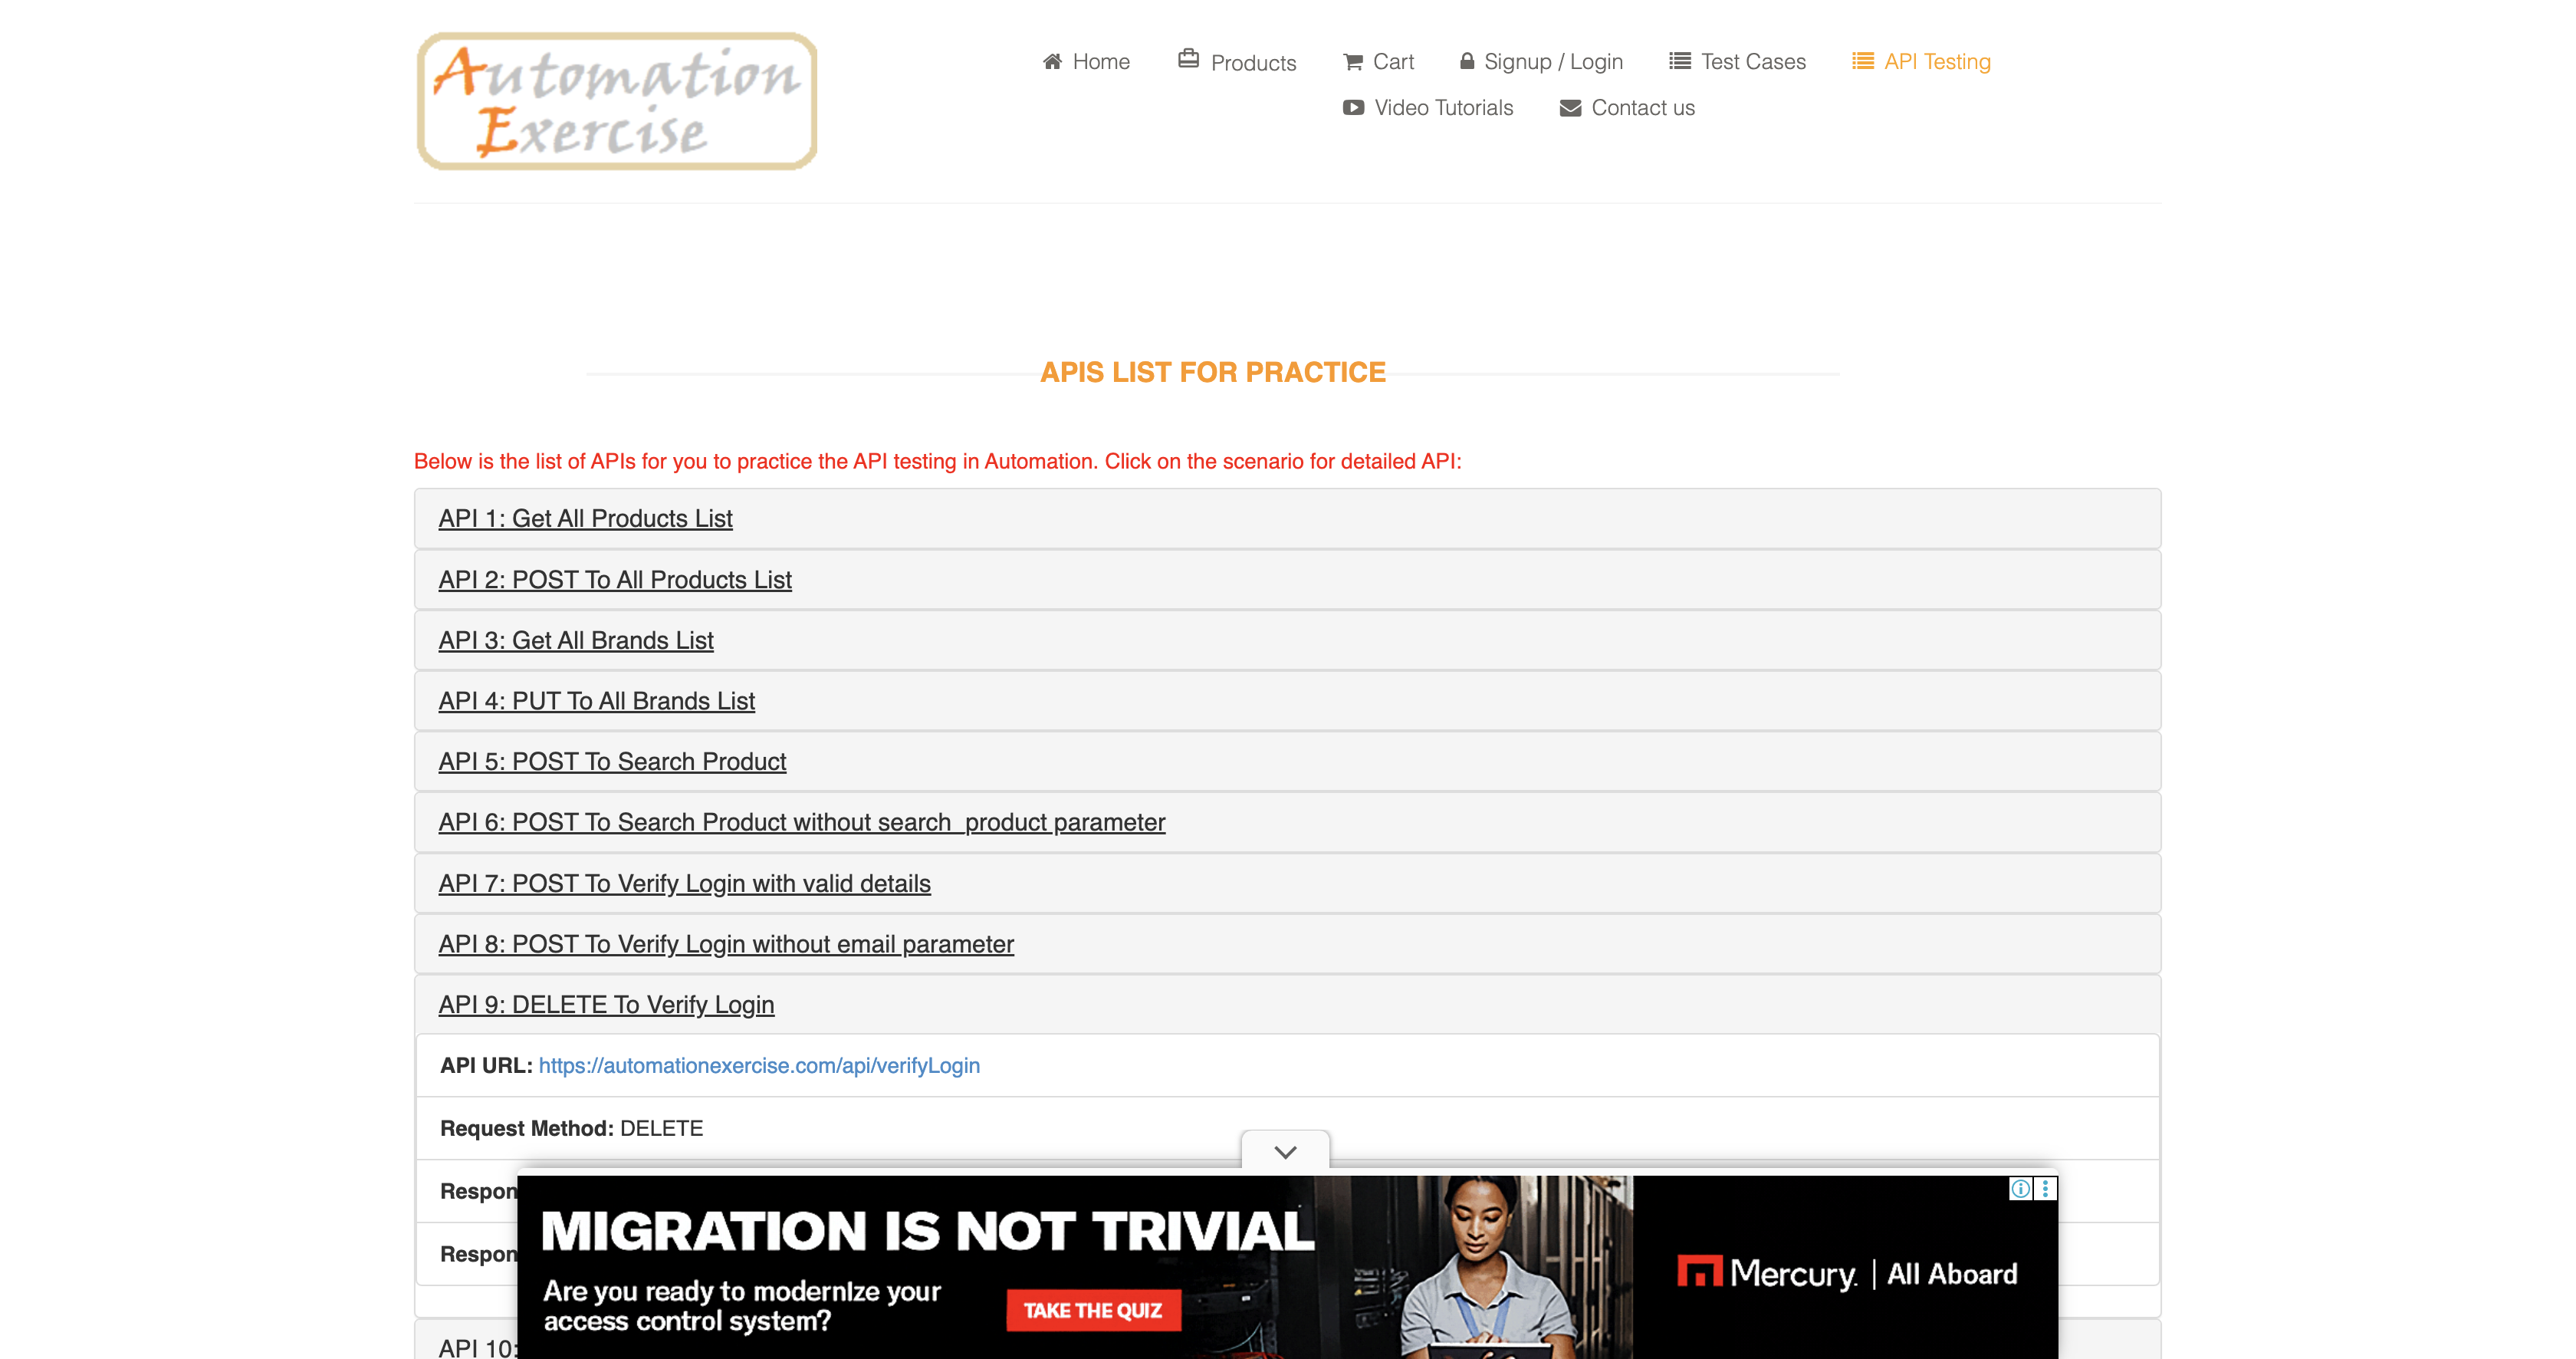 Automation
Exercise
Home Products Cart Signup / Login Test Cases API Testing
Video Tutorials Contact us
APIS LIST FOR PRACTICE
Below is the list of APIs for you to practice the API testing in Automation. Click on the scenario for detailed API:
API 1: Get All Products List
API 2: POST To All Products List
API 3: Get All Brands List
API 4: PUT To All Brands List
API 5: POST To Search Product
API 6: POST To Search Product without search_product parameter
API 7: POST To Verify Login with valid details
API 8: POST To Verify Login without email parameter
API 9: DELETE To Verify Login
API URL: https://automationexercise.com/api/verifyLogin
Request Method: DELETE
Respon
Respon
MIGRATION IS NOT TRIVIAL
Are you ready to modernize your
access control system?
TAKE THE QUIZ
Mercury. | All Aboard
API 10: